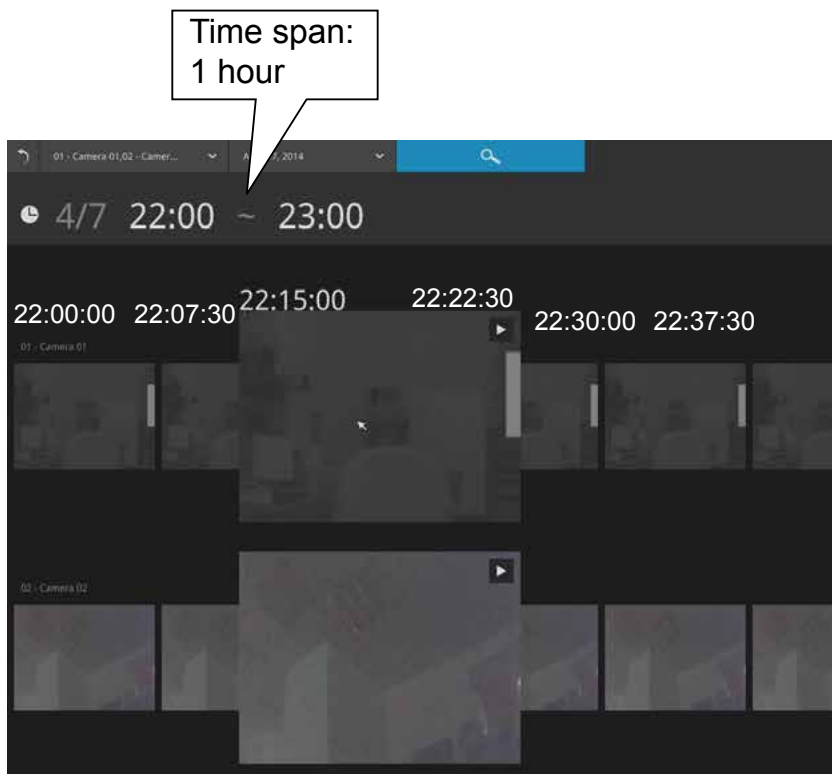 Time span:
1 hour
01 - Camera 01,02 - Camer...
2014
4/7 22:00 ~ 23:00
22:00:00 22:07:30 22:15:00 22:22:30 22:30:00 22:37:30
01 - Camera 01
02 - Camera 02